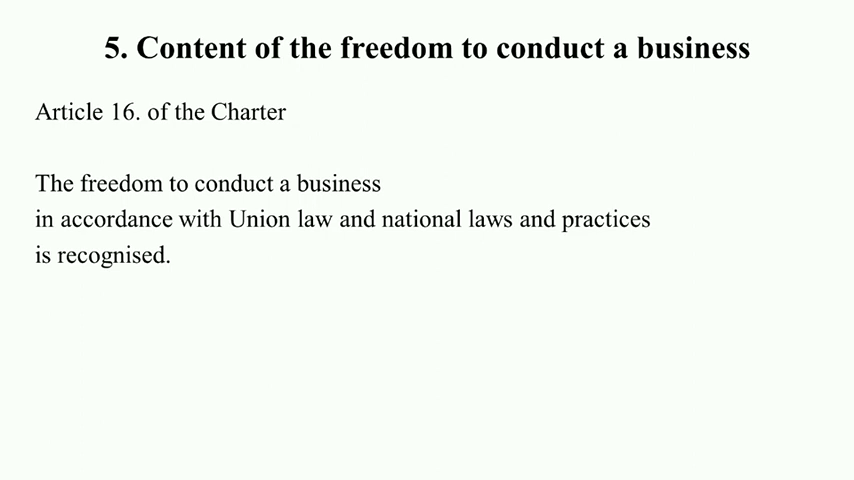 5. Content of the freedom to conduct a business
Article 16. of the Charter
The freedom to conduct a business
in accordance with Union law and national laws and practices
is recognised.